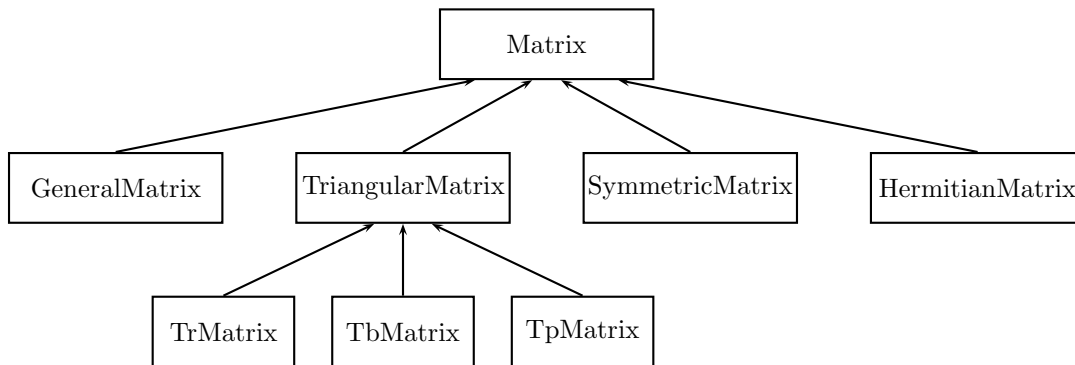 Matrix
GeneralMatrix
TriangularMatrix
SymmetricMatrix
HermitianMatrix
TrMatrix
TbMatrix
TpMatrix